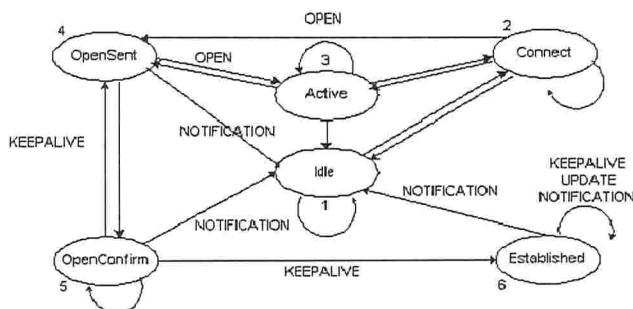 OPEN
2
4
OpenSent
OPEN
3
Connect
Active
NOTIFICATION
KEEPALIVE
Idle
KEEPALIVE
UPDATE
NOTIFICATION
NOTIFICATION
1
NOTIFICATION
OpenConfirm
Established
KEEPALIVE
5
6